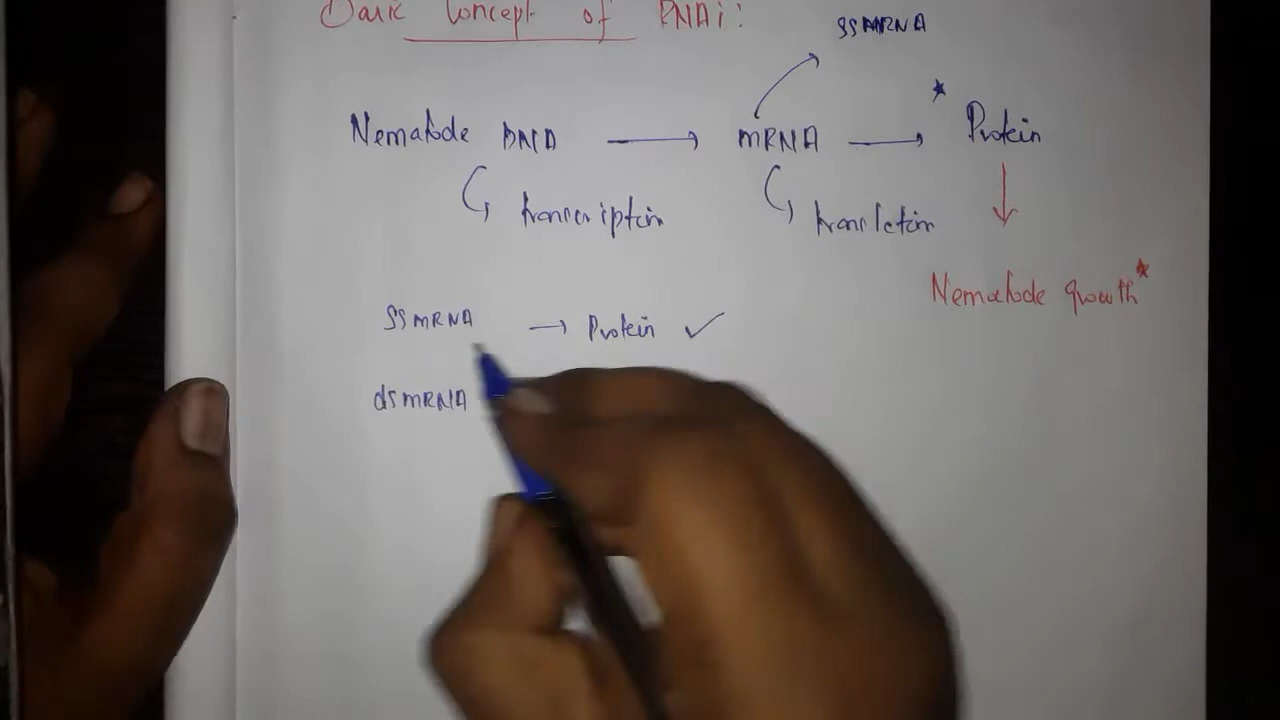 Basic Concept of RNAi:
ssmRNA
Nematode DNA → mRNA → * Protein
transcription translation
Nematode growth*
ssmRNA → Protein ✓
dsmRNA